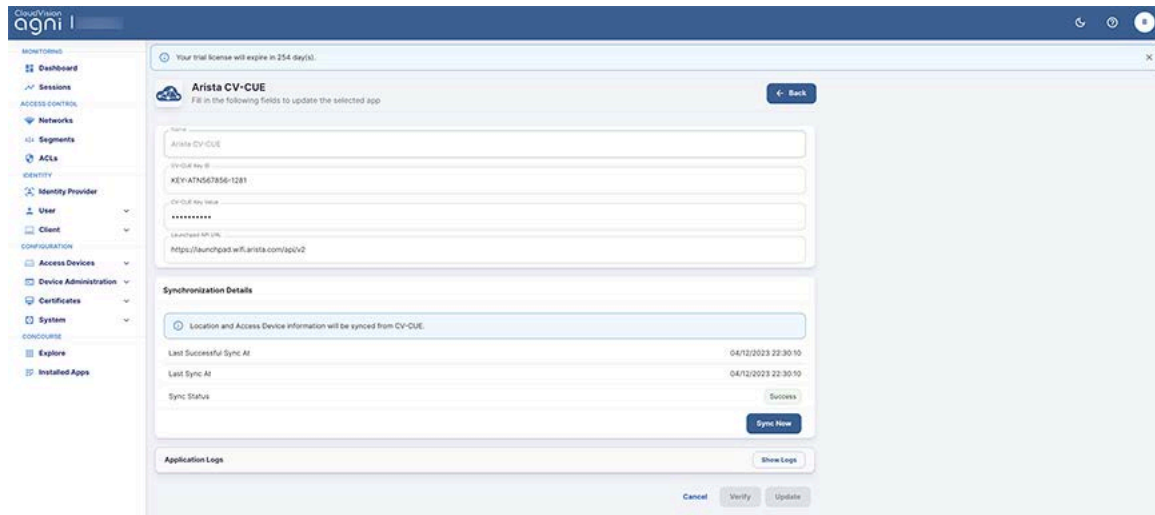 CloudVision
agni |
MONITORING
Dashboard
Sessions
ACCESS CONTROL
Networks
Segments
ACLs
IDENTITY
Identity Provider
User
Client
CONFIGURATION
Access Devices
Device Administration
Certificates
System
CONCOURSE
Explore
Installed Apps
Your trial license will expire in 254 day(s).
Arista CV-CUE
Fill in the following fields to update the selected app
← Back
Name
Arista CV-CUE
CV-CUE Key ID
KEY-ATN567856-1281
CV-CUE Key Value
••••••••••
Launchpad API URL
https://launchpad.wifi.arista.com/api/v2
Synchronization Details
Location and Access Device information will be synced from CV-CUE.
Last Successful Sync At 04/12/2023 22:30:10
Last Sync At 04/12/2023 22:30:10
Sync Status Success
Sync Now
Application Logs Show Logs
Cancel Verify Update